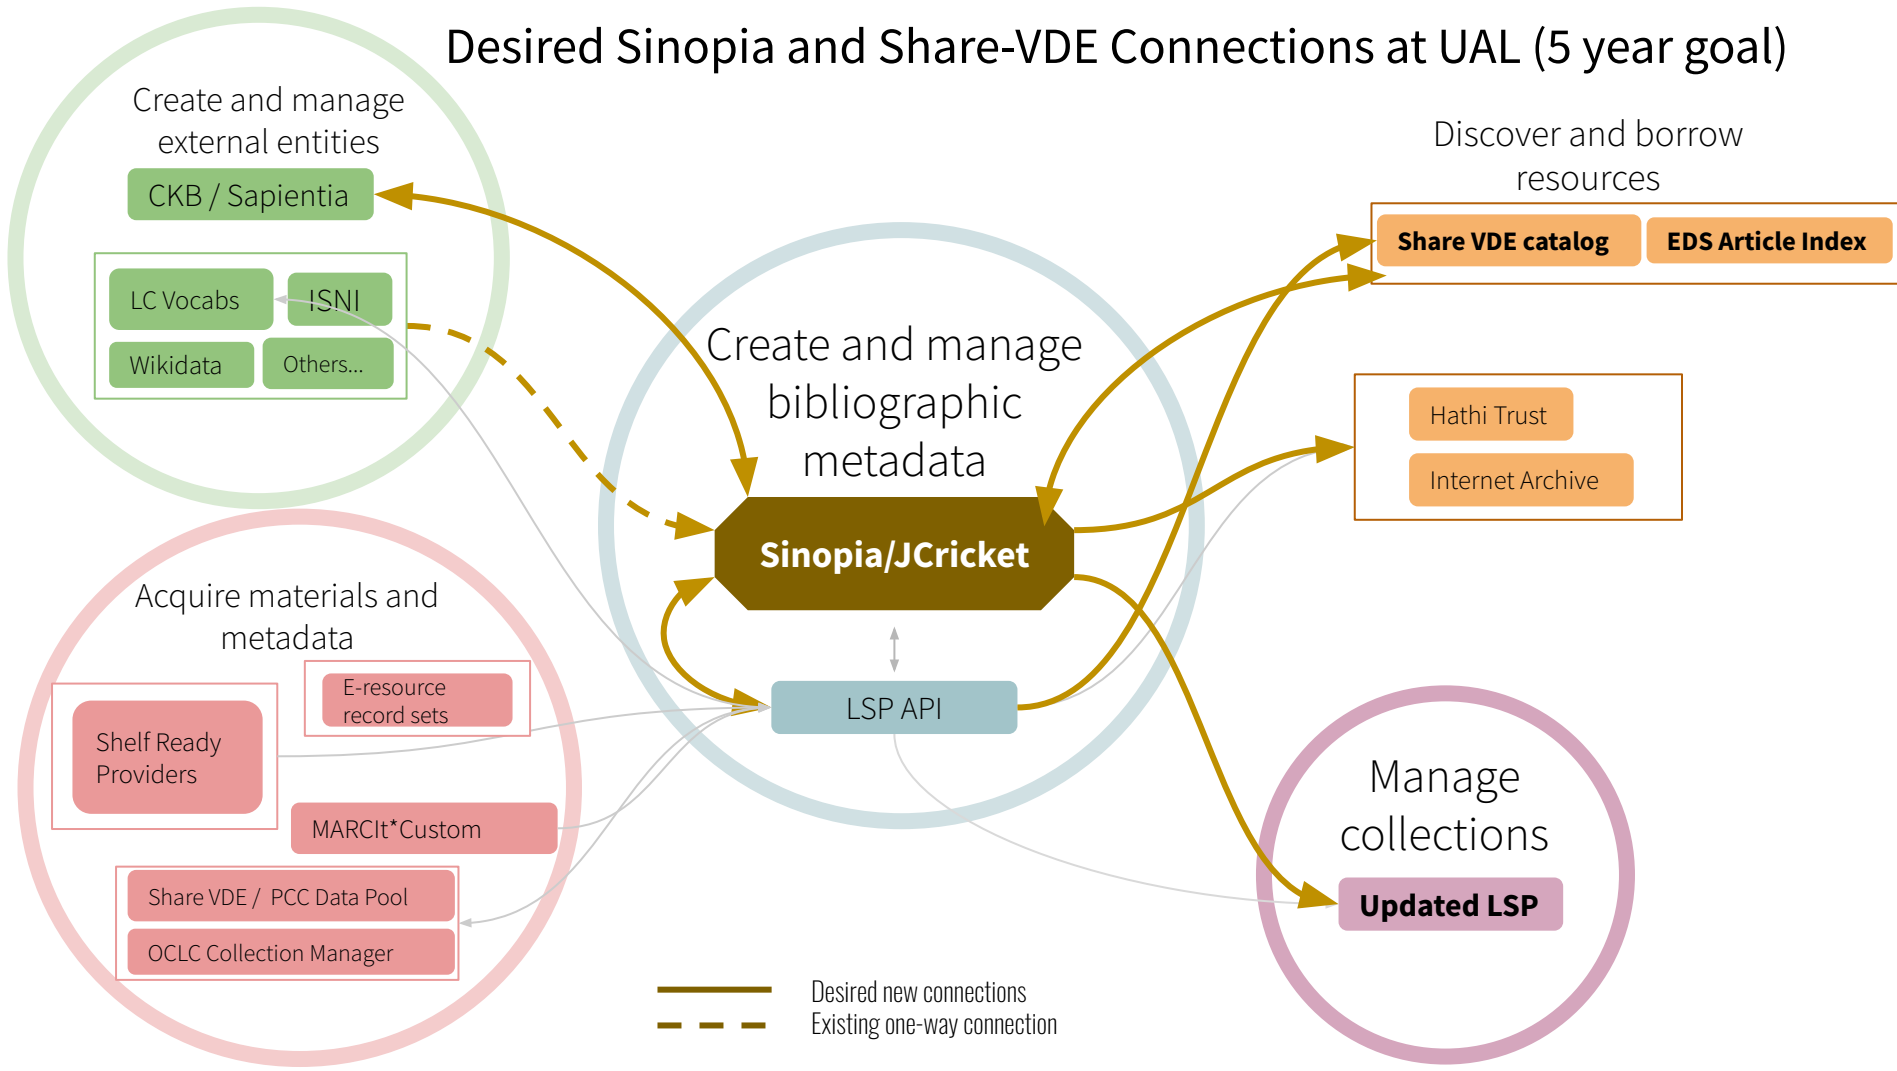 Desired Sinopia and Share-VDE Connections at UAL (5 year goal)
Create and manage
external entities
CKB / Sapientia
LC Vocabs
ISNI
Wikidata
Others...
Acquire materials and
metadata
E-resource
record sets
Shelf Ready
Providers
MARCIt*Custom
Share VDE / PCC Data Pool
OCLC Collection Manager
Create and manage
bibliographic
metadata
Sinopia/JCricket
LSP API
Discover and borrow
resources
Share VDE catalog
EDS Article Index
Hathi Trust
Internet Archive
Manage
collections
Updated LSP
Desired new connections
Existing one-way connection